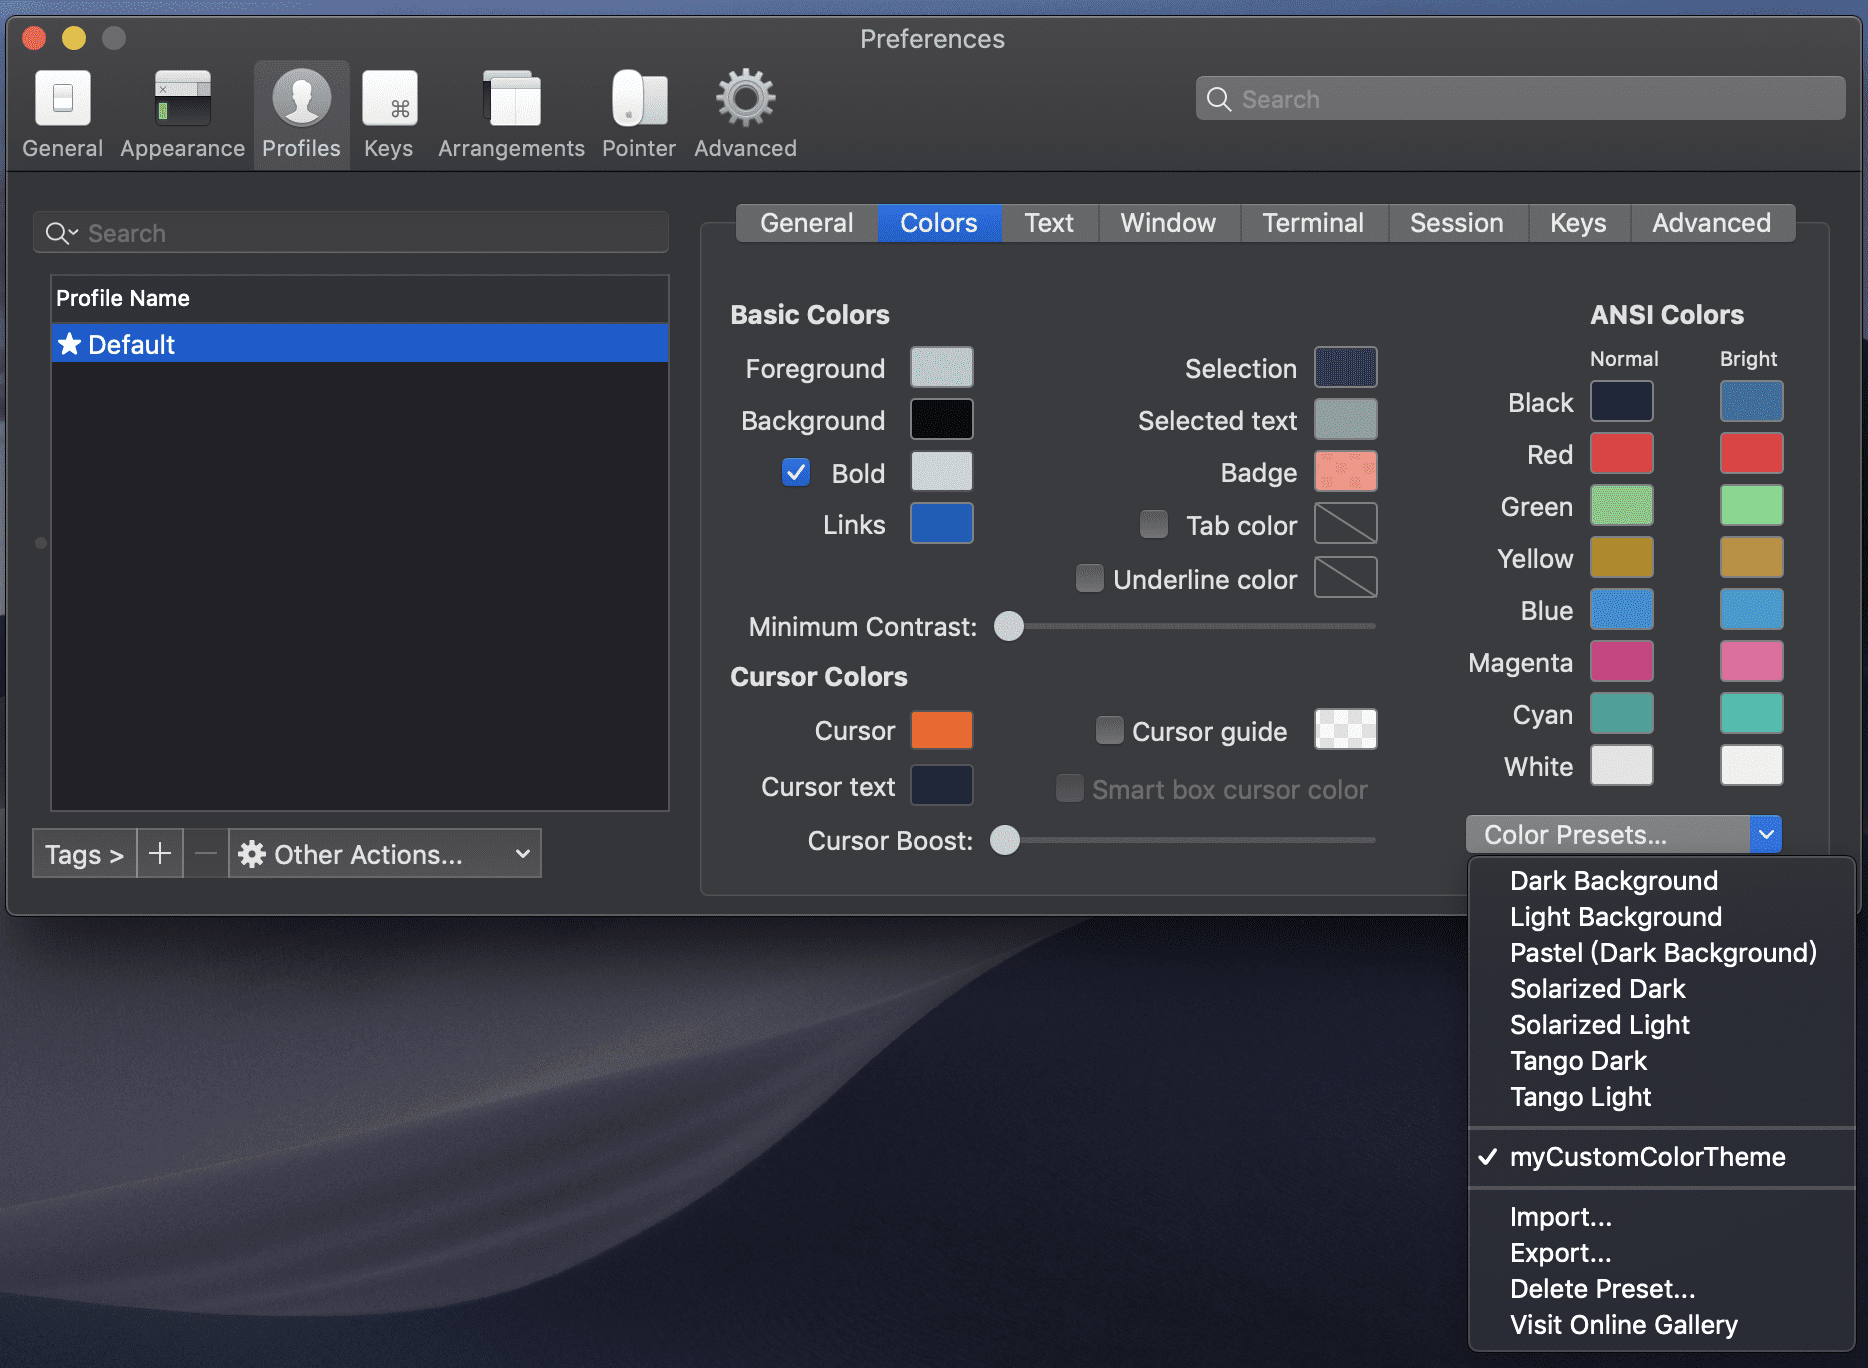 Preferences
General Appearance Profiles Keys Arrangements Pointer Advanced
Search
Search
Profile Name
Default
Tags > + — Other Actions...
General Colors Text Window Terminal Session Keys Advanced
Basic Colors
Foreground
Background
Bold
Links
Selection
Selected text
Badge
Tab color
Underline color
Minimum Contrast:
Cursor Colors
Cursor
Cursor text
Cursor guide
Smart box cursor color
Cursor Boost:
ANSI Colors
Normal Bright
Black
Red
Green
Yellow
Blue
Magenta
Cyan
White
Color Presets...
Dark Background
Light Background
Pastel (Dark Background)
Solarized Dark
Solarized Light
Tango Dark
Tango Light
✓ myCustomColorTheme
Import...
Export...
Delete Preset...
Visit Online Gallery